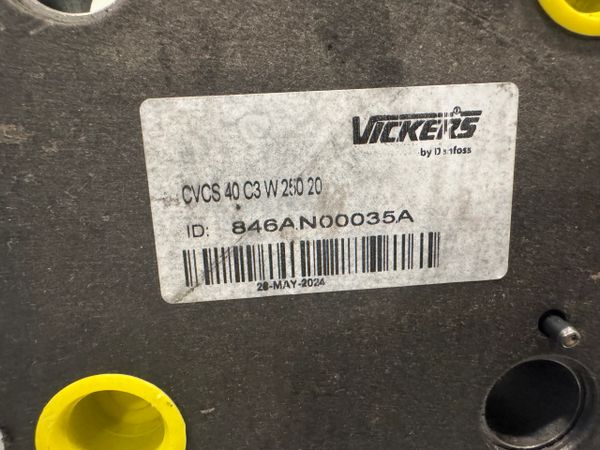 VICKERS
by Danfoss
CVCS 40 C3 W 250 20
ID: 846AN00035A
28-MAY-2024